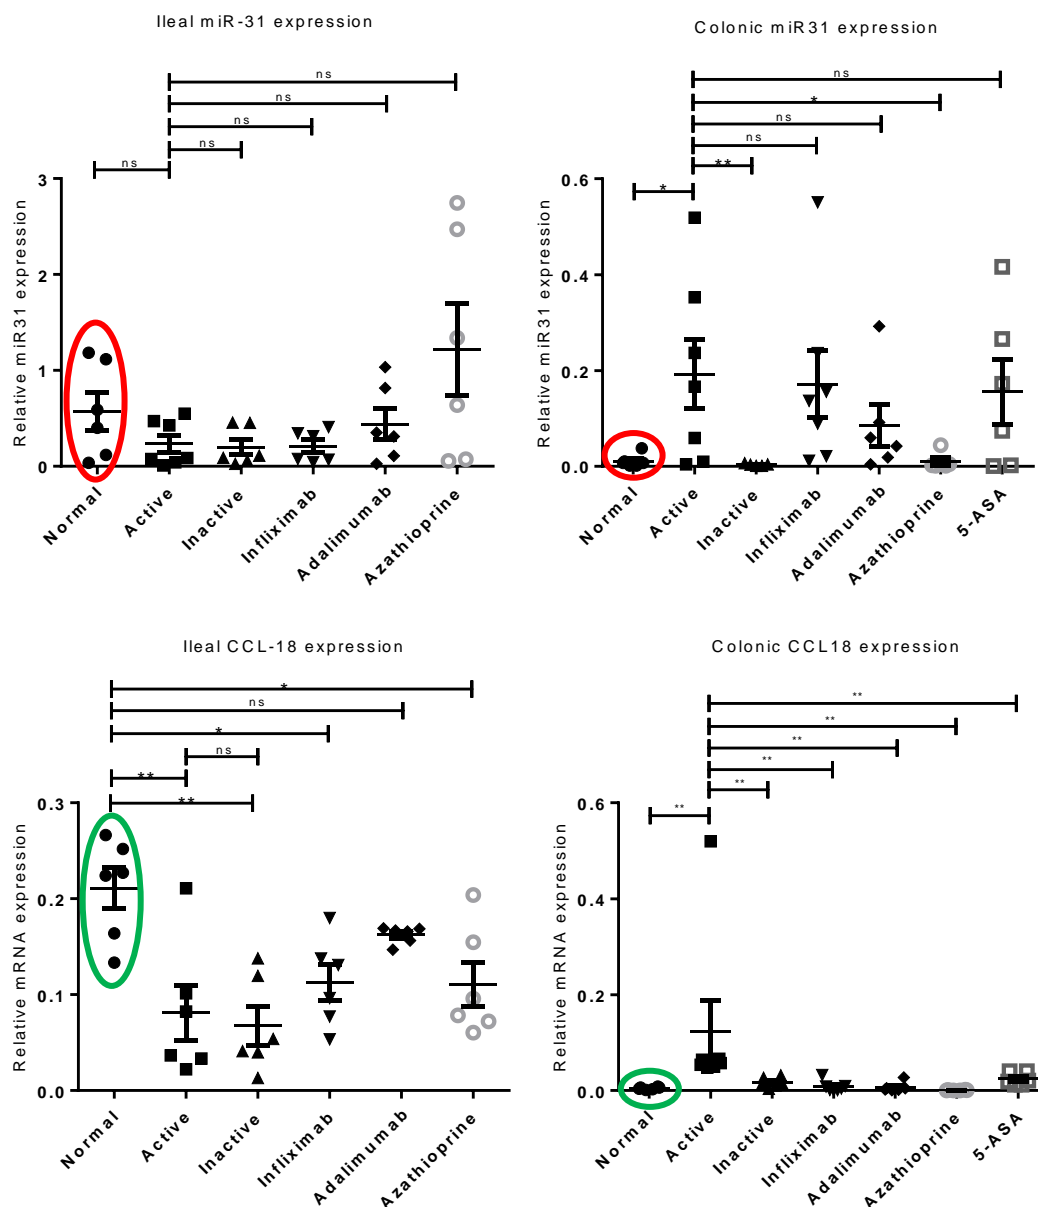 Ileal miR-31 expression
ns
ns
ns
ns
ns
Relative miR31 expression
3
2
1
0
Normal
Active
Inactive
Infliximab
Adalimumab
Azathioprine
Colonic miR31 expression
ns
*
ns
ns
**
*
Relative miR31 expression
0.6
0.4
0.2
0.0
Normal
Active
Inactive
Infliximab
Adalimumab
Azathioprine
5-ASA
Ileal CCL-18 expression
*
ns
*
ns
**
**
Relative mRNA expression
0.3
0.2
0.1
0.0
Normal
Active
Inactive
Infliximab
Adalimumab
Azathioprine
Colonic CCL18 expression
**
**
**
**
**
**
Relative mRNA expression
0.6
0.4
0.2
0.0
Normal
Active
Inactive
Infliximab
Adalimumab
Azathioprine
5-ASA